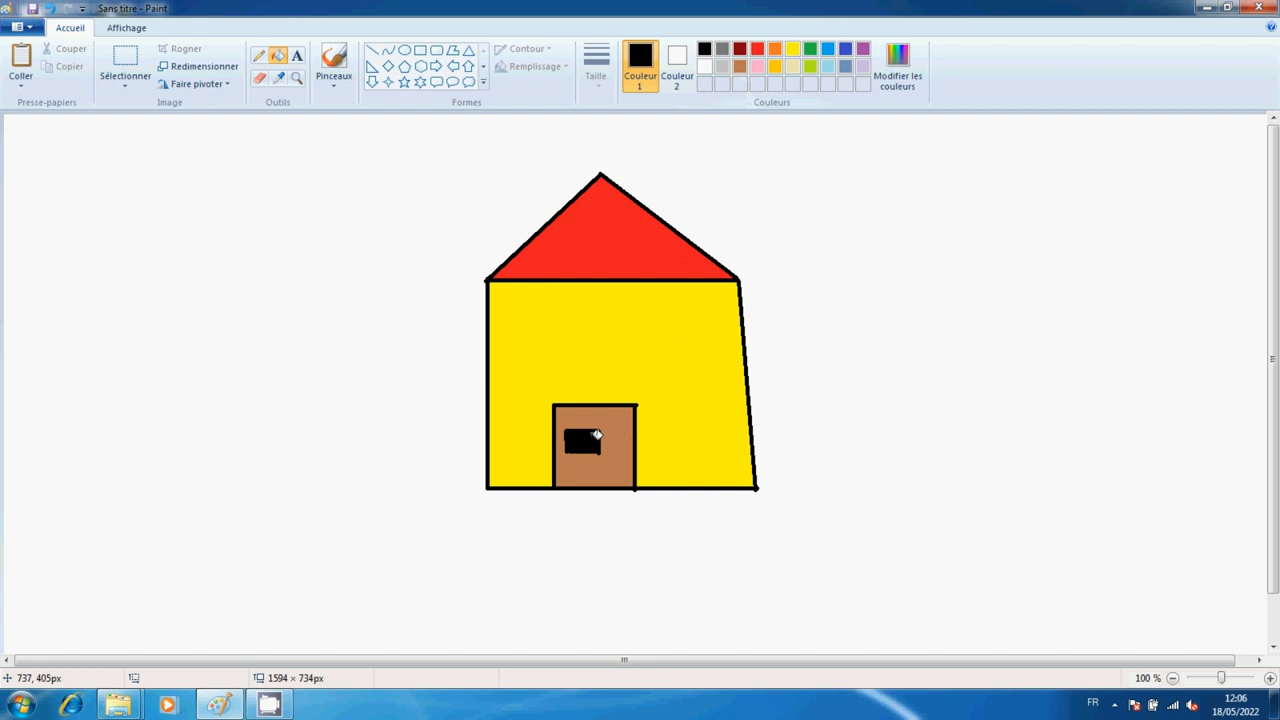 Sans titre - Paint
Accueil Affichage
Coller
Couper
Copier
Presse-papiers
Sélectionner
Rogner
Redimensionner
Faire pivoter
Image
A
Outils
Pinceaux
Contour
Remplissage
Formes
Taille
Couleur
1
Couleur
2
Couleurs
Modifier les
couleurs
737, 405px
1594 × 734px
100 %
FR
12:06
18/05/2022